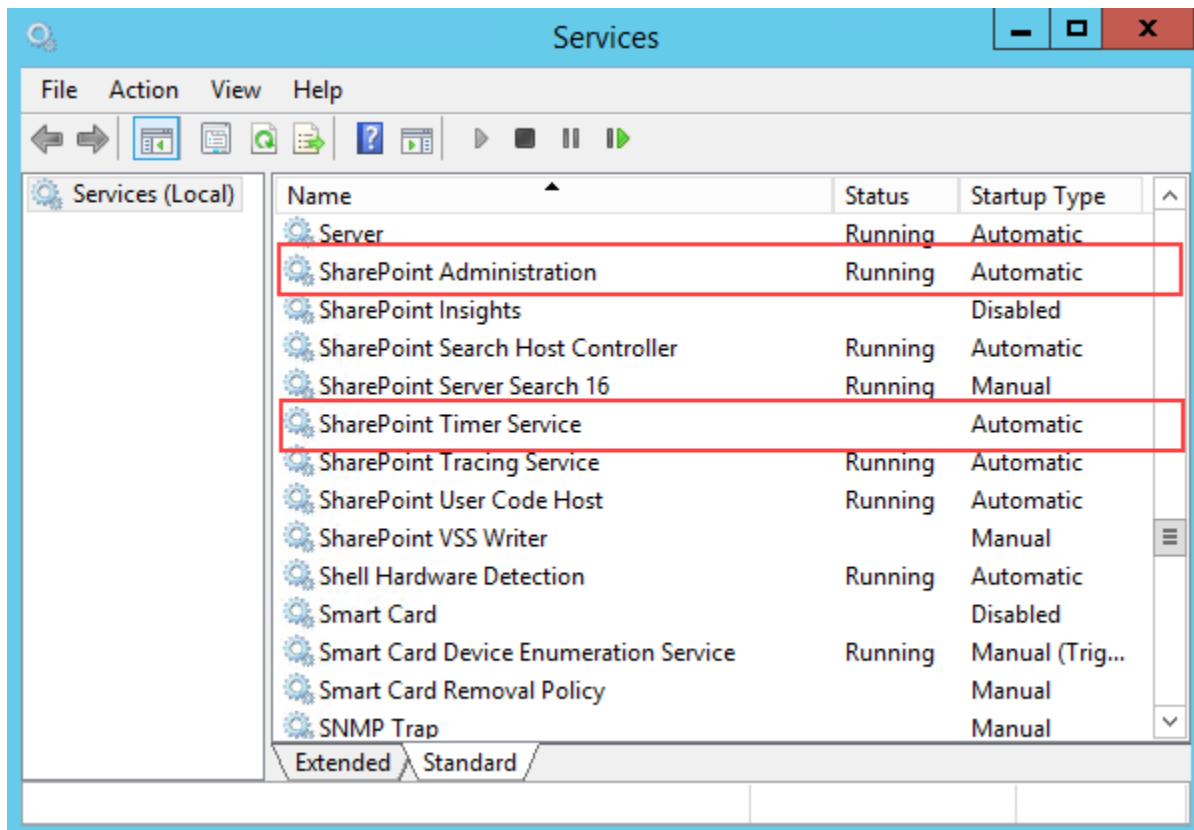 Services
File Action View Help
Services (Local)
Name Status Startup Type
Server Running Automatic
SharePoint Administration Running Automatic
SharePoint Insights Disabled
SharePoint Search Host Controller Running Automatic
SharePoint Server Search 16 Running Manual
SharePoint Timer Service Automatic
SharePoint Tracing Service Running Automatic
SharePoint User Code Host Running Automatic
SharePoint VSS Writer Manual
Shell Hardware Detection Running Automatic
Smart Card Disabled
Smart Card Device Enumeration Service Running Manual (Trig...
Smart Card Removal Policy Manual
SNMP Trap Manual
Extended Standard